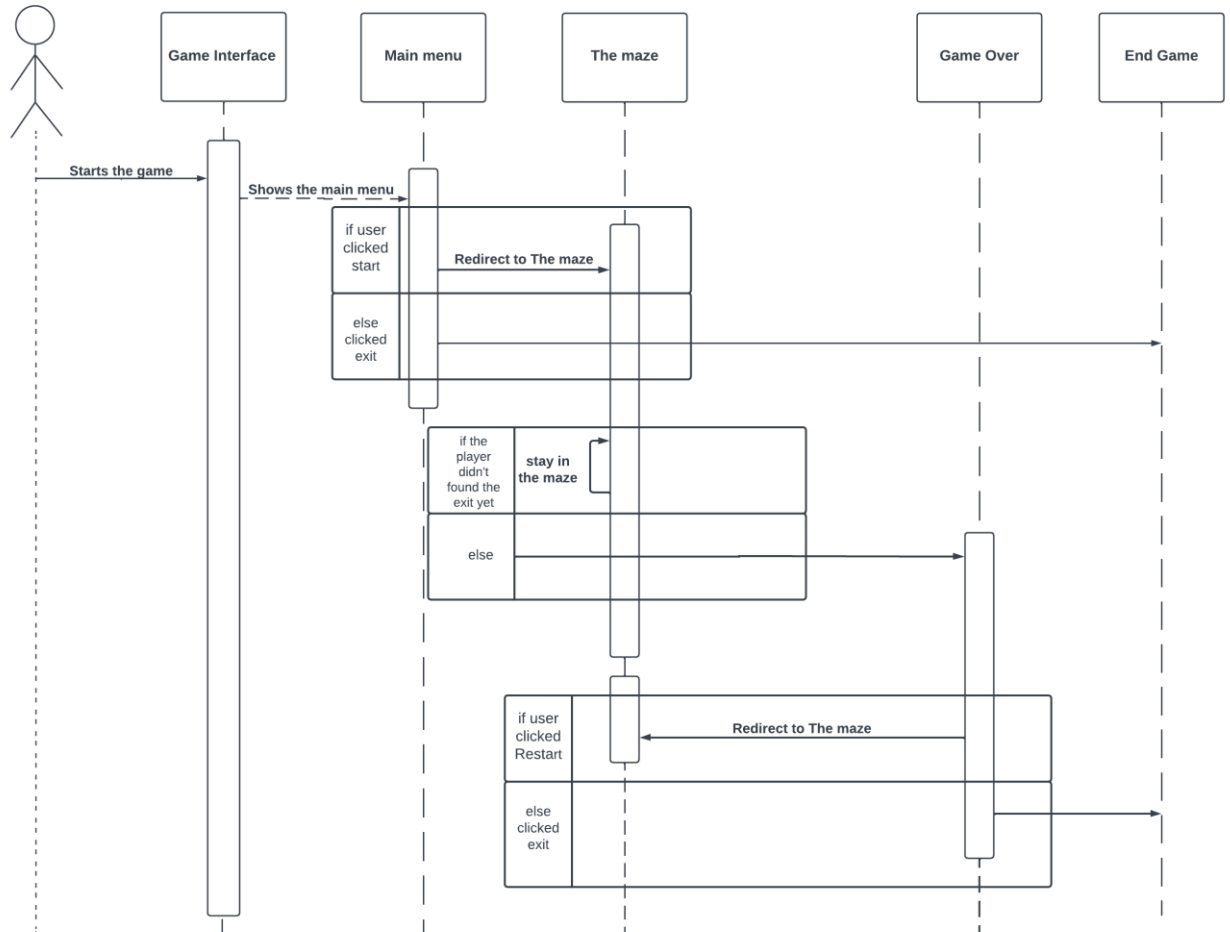 Game Interface
Main menu
The maze
Game Over
End Game
Starts the game
Shows the main menu
if user
clicked
start
Redirect to The maze
else
clicked
exit
if the
player
didn't
found the
exit yet
stay in
the maze
else
if user
clicked
Restart
Redirect to The maze
else
clicked
exit